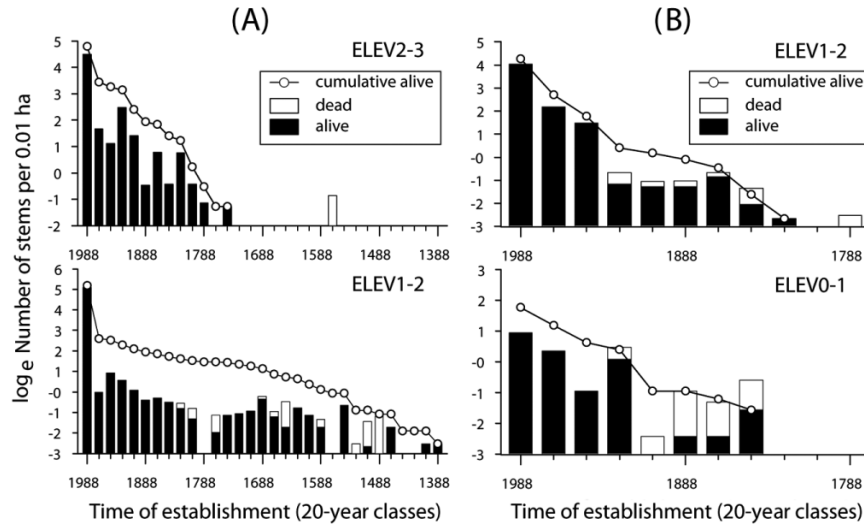 (A)
ELEV2-3
cumulative alive
dead
alive
5
4
3
2
1
-0
-1
-2
1988 1888 1788 1688 1588 1488 1388
(B)
ELEV1-2
cumulative alive
dead
alive
5
4
3
2
1
-0
-1
-2
-3
1988 1888 1788
ELEV1-2
6
5
4
3
2
1
-0
-1
-2
-3
1988 1888 1788 1688 1588 1488 1388
ELEV0-1
3
2
1
-0
-1
-2
-3
1988 1888 1788
log e Number of stems per 0.01 ha
Time of establishment (20-year classes)
Time of establishment (20-year classes)